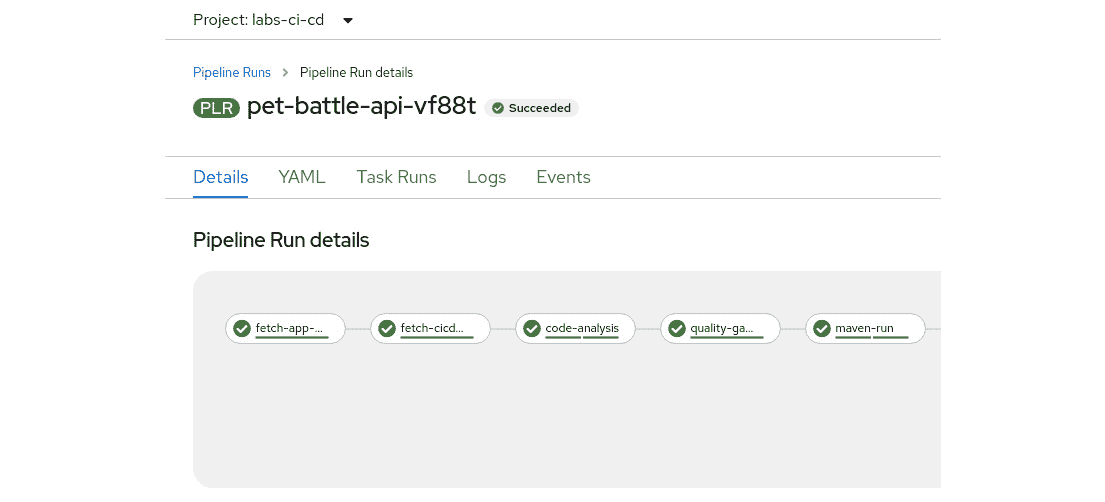 Project: labs-ci-cd
Pipeline Runs > Pipeline Run details
PLR pet-battle-api-vf88t Succeeded
Details YAML Task Runs Logs Events
Pipeline Run details
fetch-app-... fetch-cicd... code-analysis quality-ga... maven-run